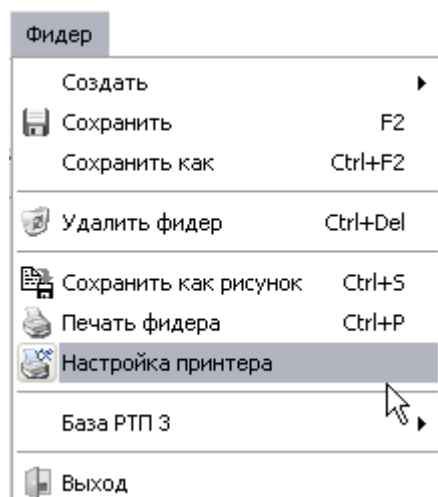 Фидер
Создать
Сохранить F2
Сохранить как Ctrl+F2
Удалить фидер Ctrl+Del
Сохранить как рисунок Ctrl+S
Печать фидера Ctrl+P
Настройка принтера
База РТП 3
Выход